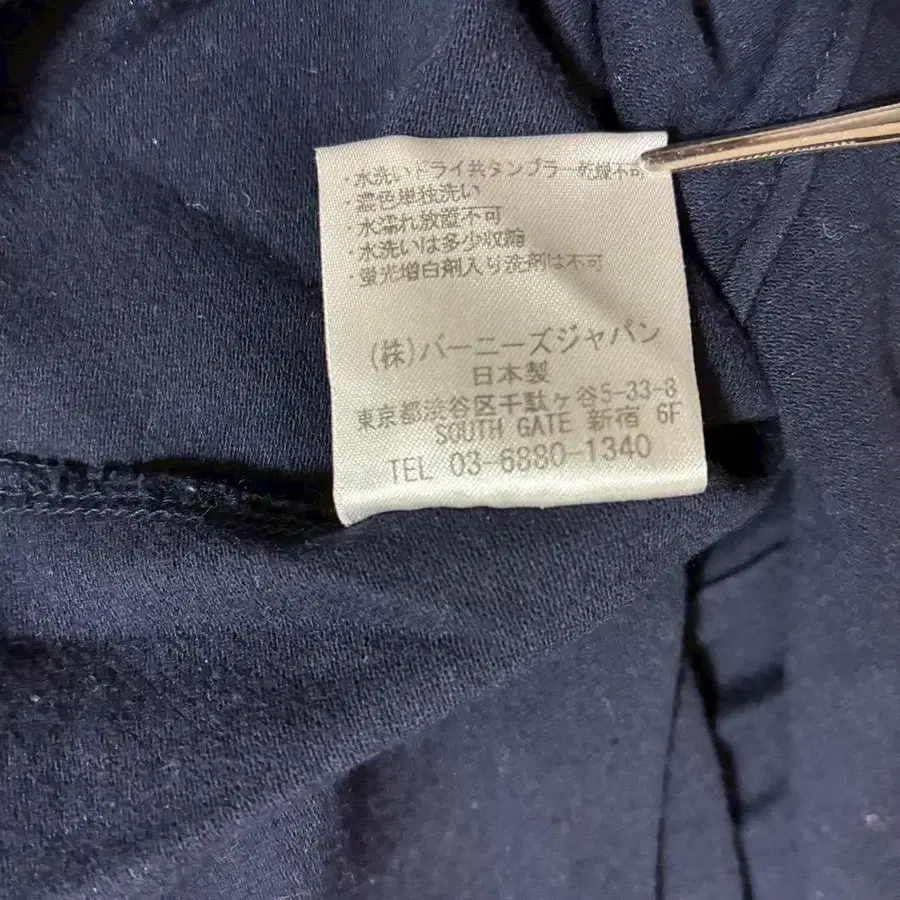 ・水洗いドライ共タンブラー乾燥不可
・濃色単独洗い
・水濡れ放置不可
・水洗いは多少収縮
・蛍光増白剤入り洗剤は不可
(株)バーニーズジャパン
日本製
東京都渋谷区千駄ヶ谷5-33-8
SOUTH GATE 新宿 6F
TEL 03-6880-1340